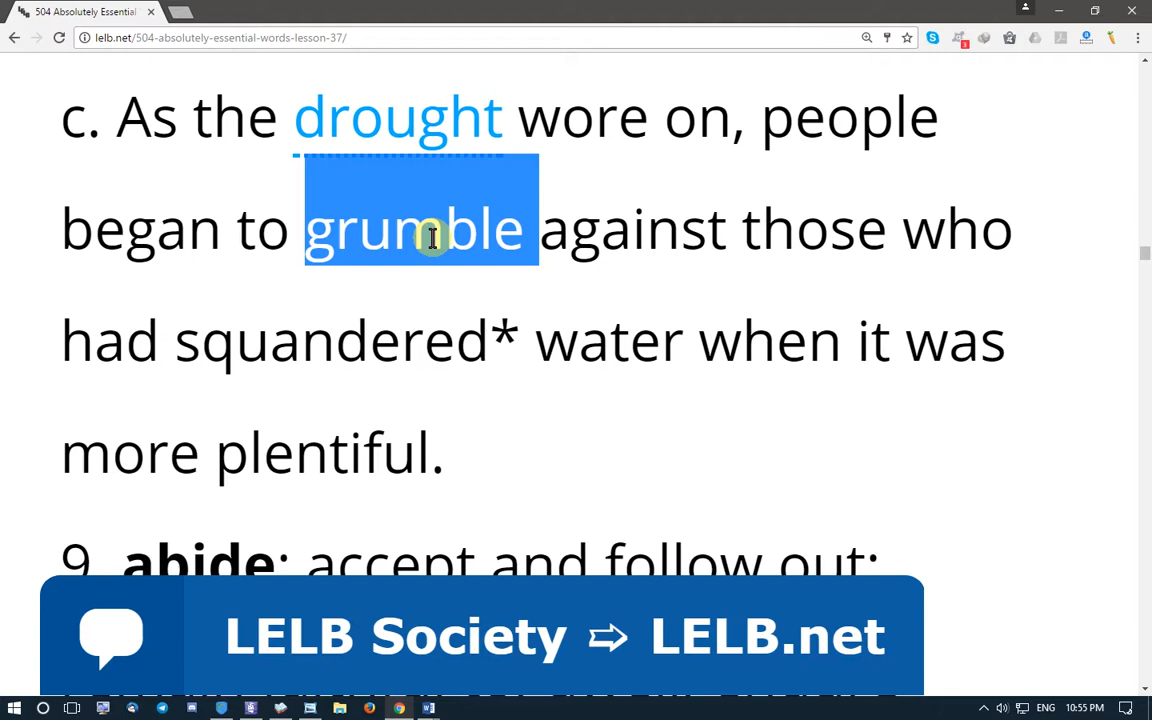 504 Absolutely Essential
lelb.net/504-absolutely-essential-words-lesson-37/
c. As the drought wore on, people
began to grumble against those who
had squandered* water when it was
more plentiful.
9. abide: accept and follow out;
LELB Society ⇨ LELB.net
ENG 10:55 PM